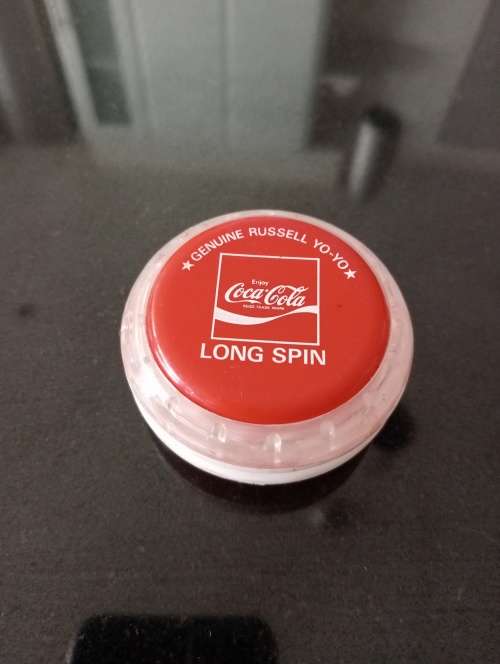 ★GENUINE RUSSELL YO-YO★
Enjoy
Coca-Cola
LONG SPIN